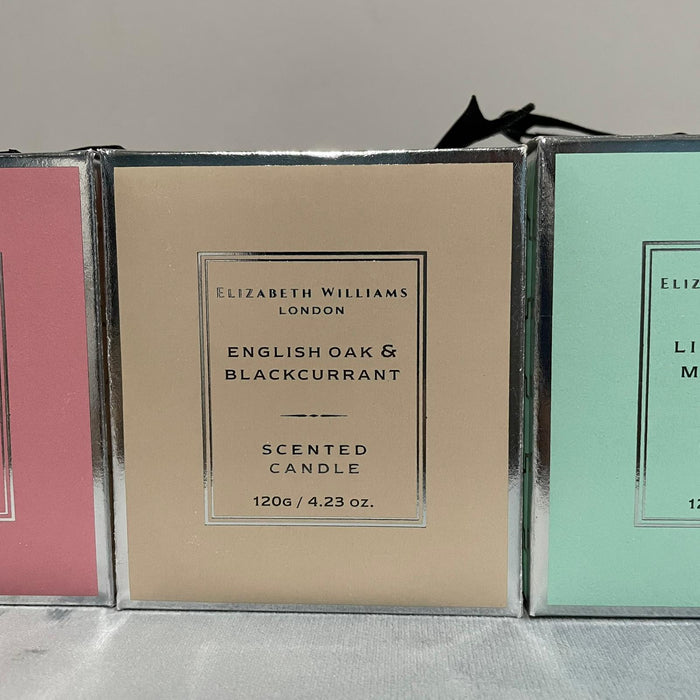 Elizabeth Williams
LONDON
ENGLISH OAK &
BLACKCURRANT
SCENTED
CANDLE
120G / 4.23 OZ.